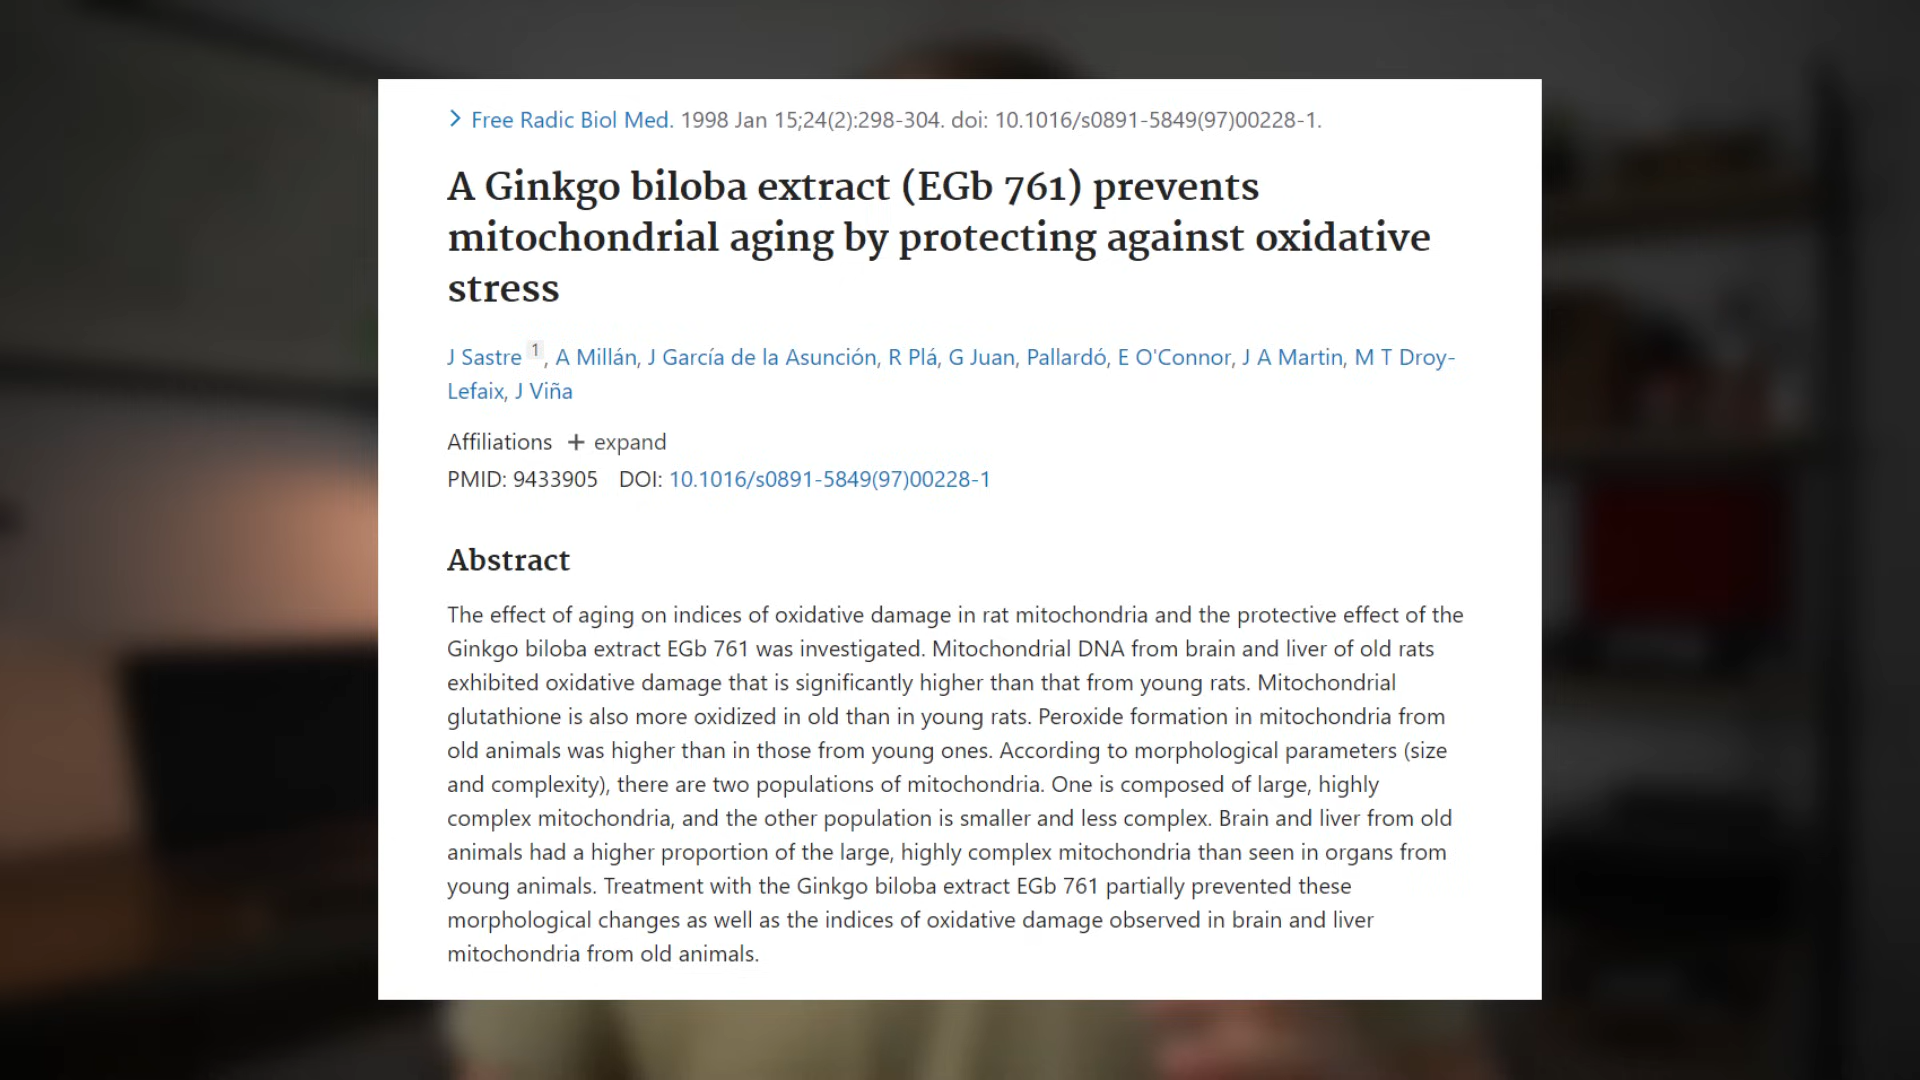 Free Radic Biol Med. 1998 Jan 15;24(2):298-304. doi: 10.1016/s0891-5849(97)00228-1.
A Ginkgo biloba extract (EGb 761) prevents
mitochondrial aging by protecting against oxidative
stress
J Sastre 1, A Millán, J García de la Asunción, R Plá, G Juan, Pallardó, E O'Connor, J A Martin, M T Droy-
Lefaix, J Viña
Affiliations + expand
PMID: 9433905 DOI: 10.1016/s0891-5849(97)00228-1
Abstract
The effect of aging on indices of oxidative damage in rat mitochondria and the protective effect of the
Ginkgo biloba extract EGb 761 was investigated. Mitochondrial DNA from brain and liver of old rats
exhibited oxidative damage that is significantly higher than that from young rats. Mitochondrial
glutathione is also more oxidized in old than in young rats. Peroxide formation in mitochondria from
old animals was higher than in those from young ones. According to morphological parameters (size
and complexity), there are two populations of mitochondria. One is composed of large, highly
complex mitochondria, and the other population is smaller and less complex. Brain and liver from old
animals had a higher proportion of the large, highly complex mitochondria than seen in organs from
young animals. Treatment with the Ginkgo biloba extract EGb 761 partially prevented these
morphological changes as well as the indices of oxidative damage observed in brain and liver
mitochondria from old animals.